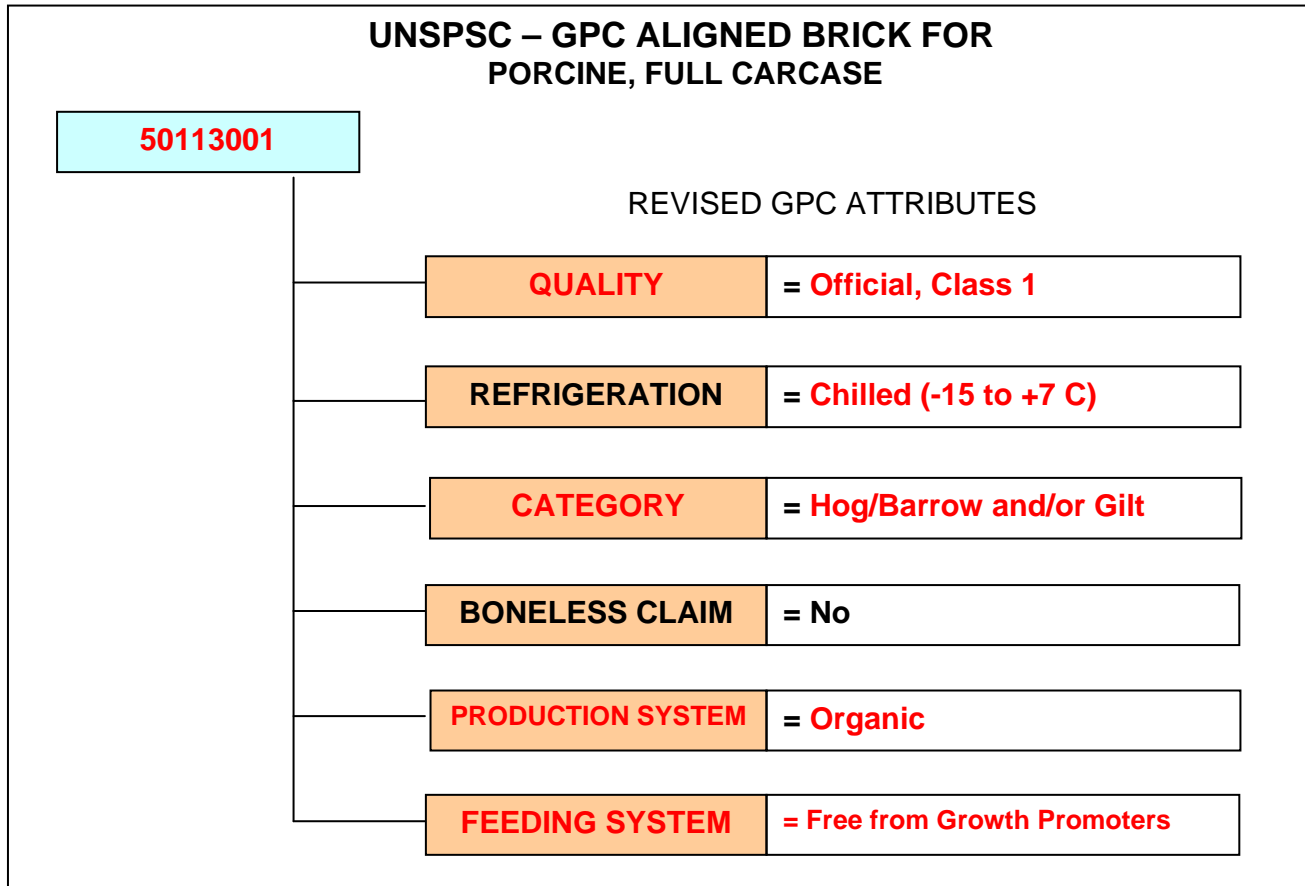 UNSPSC – GPC ALIGNED BRICK FOR
PORCINE, FULL CARCASE
50113001
REVISED GPC ATTRIBUTES
QUALITY = Official, Class 1
REFRIGERATION = Chilled (-15 to +7 C)
CATEGORY = Hog/Barrow and/or Gilt
BONELESS CLAIM = No
PRODUCTION SYSTEM = Organic
FEEDING SYSTEM = Free from Growth Promoters